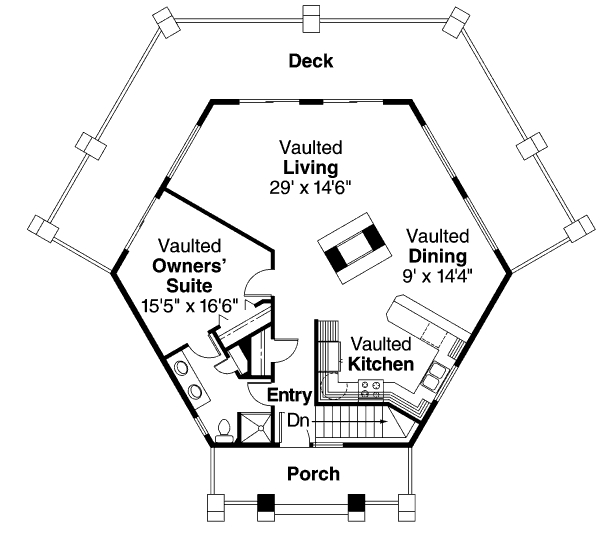 Deck
Vaulted
Living
29' x 14'6"
Vaulted
Dining
9' x 14'4"
Vaulted
Owners'
Suite
15'5" x 16'6"
Vaulted
Kitchen
Entry
Dn
Porch